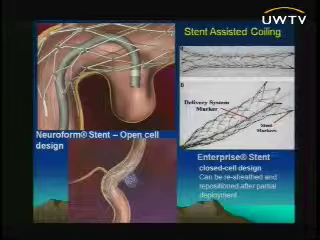 UWTV
Stent Assisted Coiling
a
b
Delivery System
Marker
Stent
Markers
Neuroform® Stent – Open cell
design
Enterprise® Stent
closed-cell design
Can be re-sheathed and
repositioned after partial
deployment